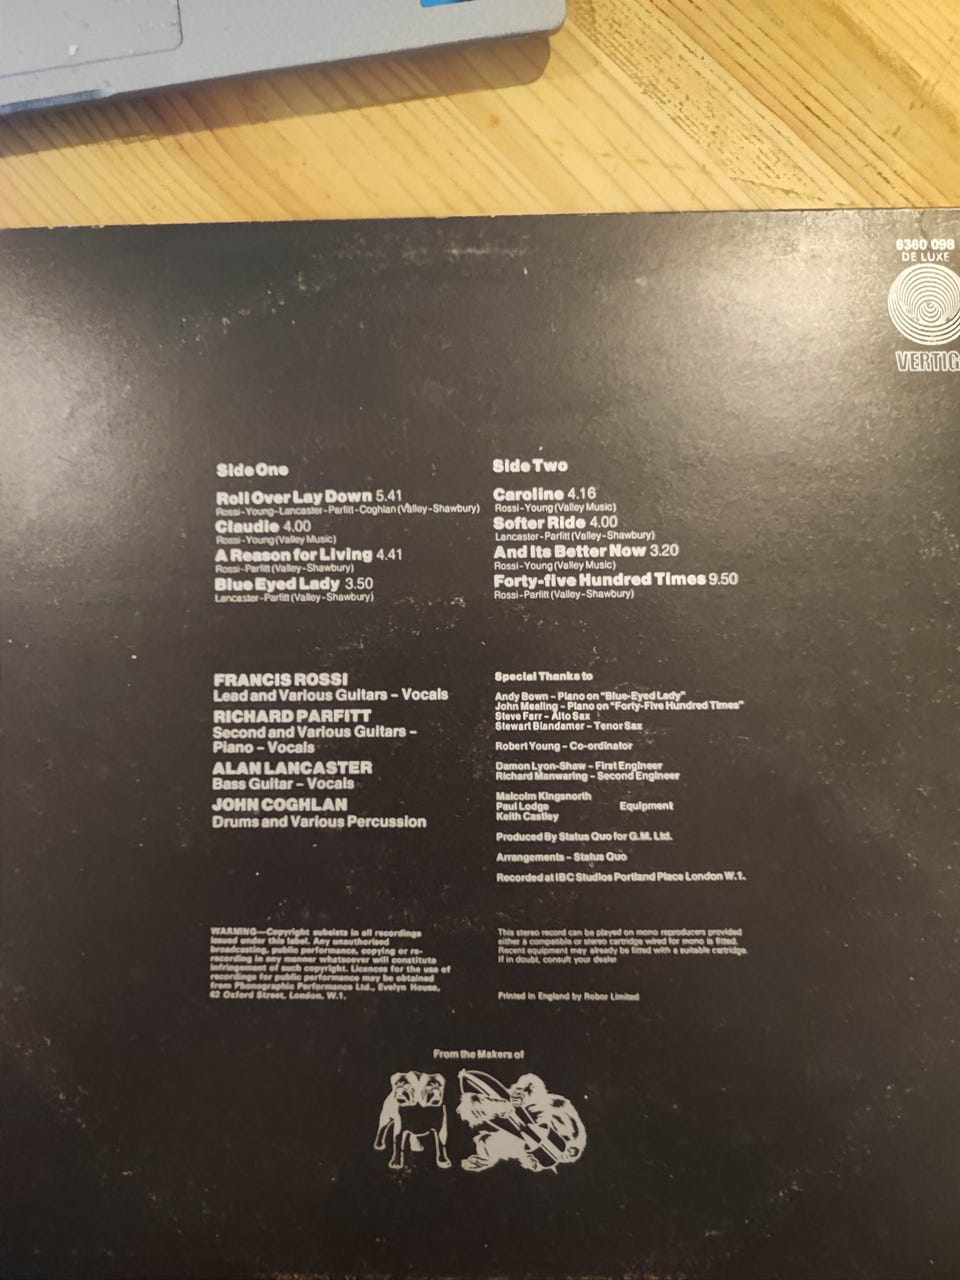 6360 098
DE LUXE
VERTIG
Side One
Roll Over Lay Down 5.41
Rossi-Young-Lancaster-Parfitt-Coghlan (Valley-Shawbury)
Claudie 4.00
Rossi-Young (Valley Music)
A Reason for Living 4.41
Rossi-Parfitt (Valley-Shawbury)
Blue Eyed Lady 3.50
Lancaster-Parfitt (Valley-Shawbury)
Side Two
Caroline 4.16
Rossi-Young (Valley Music)
Softer Ride 4.00
Lancaster-Parfitt (Valley-Shawbury)
And Its Better Now 3.20
Rossi-Young (Valley Music)
Forty-five Hundred Times 9.50
Rossi-Parfitt (Valley-Shawbury)
FRANCIS ROSSI
Lead and Various Guitars – Vocals
RICHARD PARFITT
Second and Various Guitars –
Piano – Vocals
ALAN LANCASTER
Bass Guitar – Vocals
JOHN COGHLAN
Drums and Various Percussion
Special Thanks to
Andy Bown – Piano on "Blue-Eyed Lady"
John Mealing – Piano on "Forty-Five Hundred Times"
Steve Farr – Alto Sax
Stewart Blandamer – Tenor Sax
Robert Young – Co-ordinator
Damon Lyon-Shaw – First Engineer
Richard Manwaring – Second Engineer
Malcolm Kingsnorth
Paul Lodge Equipment
Keith Castley
Produced By Status Quo for G.M. Ltd.
Arrangements – Status Quo
Recorded at IBC Studios Portland Place London W.1.
WARNING—Copyright subsists in all recordings
issued under this label. Any unauthorised
broadcasting, public performance, copying or re-
recording in any manner whatsoever will constitute
infringement of such copyright. Licences for the use of
recordings for public performance may be obtained
from Phonographic Performance Ltd., Evelyn House,
62 Oxford Street, London, W.1.
This stereo record can be played on mono reproducers provided
either a compatible or stereo cartridge wired for mono is fitted.
Recent equipment may already be fitted with a suitable cartridge.
If in doubt, consult your dealer
Printed in England by Robor Limited
From the Makers of